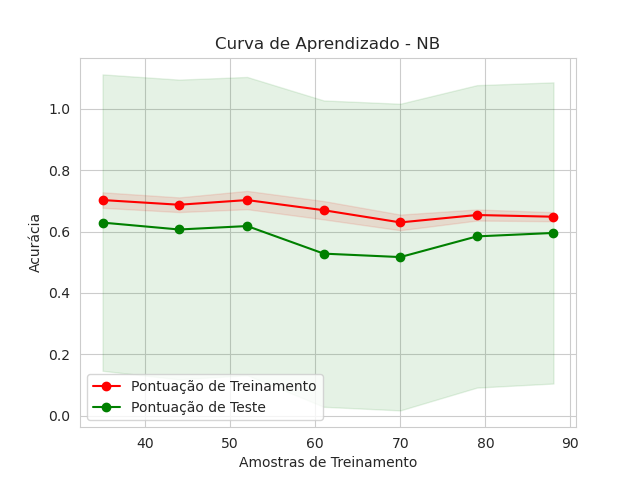 Curva de Aprendizado - NB
Acurácia
1.0
0.8
0.6
0.4
0.2
0.0
Pontuação de Treinamento
Pontuação de Teste
40 50 60 70 80 90
Amostras de Treinamento